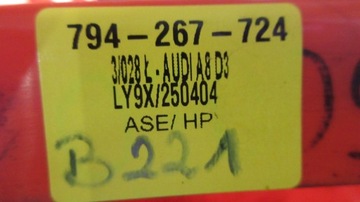 794-267-724
3/028 Ł - AUDI A8 D3
LY9X/250404
ASE/ HP
B221